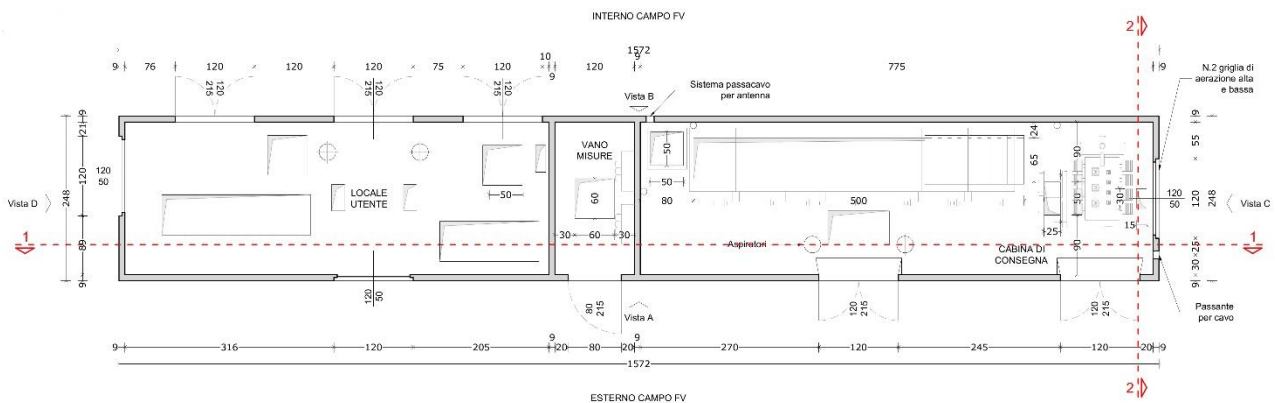 INTERNO CAMPO FV
2
1572
9 76 120 120 75 120 10 9 120 9 775 9
N.2 griglia di
aerazione alta
e bassa
120
215
120
215
120
215
Sistema passacavo
per antenna
Vista B
VANO
MISURE
LOCALE
UTENTE
Vista D
248
9
21
120
89
9
120
50
50
60
30 60 30
50
50
80
500
24
65
90
50
90
30
25
15
120
50
9
55
120
25
30
9
248
Vista C
1
1
Aspiratori
CABINA DI
CONSEGNA
120
50
80
215
Vista A
120
215
120
215
Passante
per cavo
9 316 120 205 9 20 80 20 9 270 120 245 120 20 9
1572
2
ESTERNO CAMPO FV